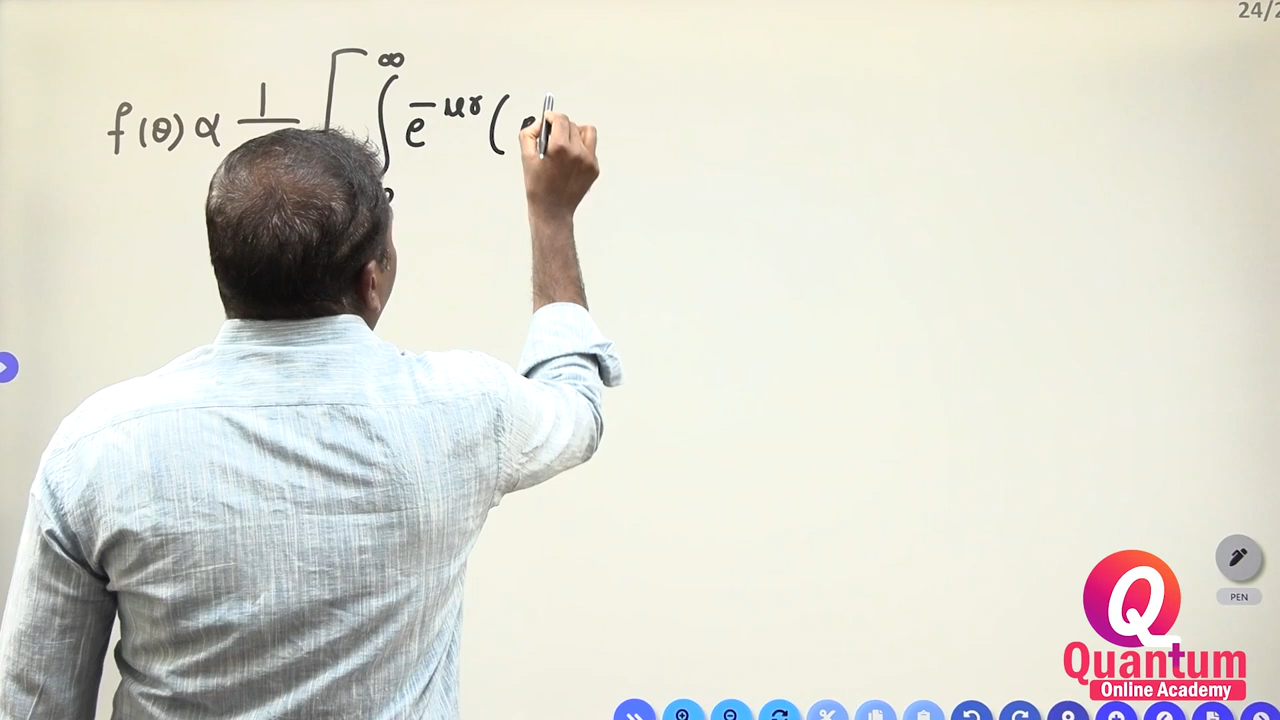 24/2
f(θ) ∝ 1/ [ ∫ ∞ e^-μr ( e
PEN
Quantum
Online Academy